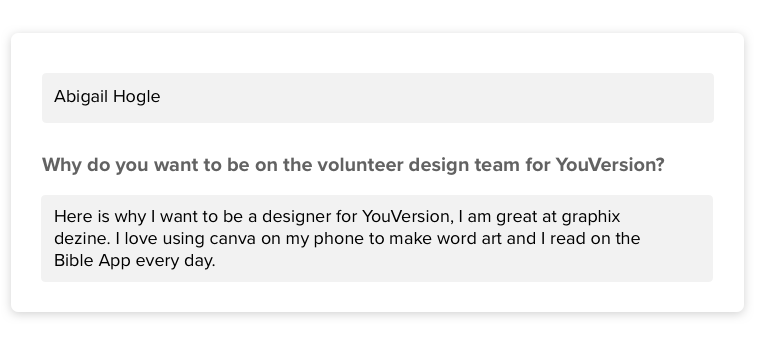 Abigail Hogle
Why do you want to be on the volunteer design team for YouVersion?
Here is why I want to be a designer for YouVersion, I am great at graphix
dezine. I love using canva on my phone to make word art and I read on the
Bible App every day.